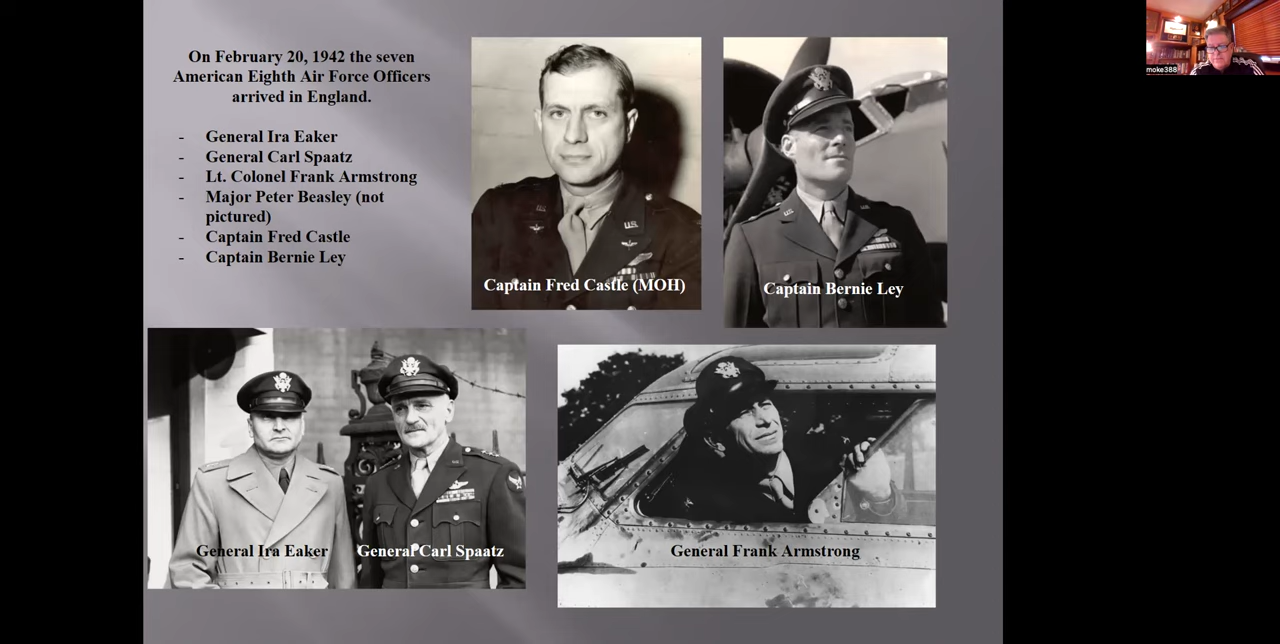 On February 20, 1942 the seven
American Eighth Air Force Officers
arrived in England.
- General Ira Eaker
- General Carl Spaatz
- Lt. Colonel Frank Armstrong
- Major Peter Beasley (not
pictured)
- Captain Fred Castle
- Captain Bernie Ley
Captain Fred Castle (MOH)
Captain Bernie Ley
General Ira Eaker
General Carl Spaatz
General Frank Armstrong
moke388